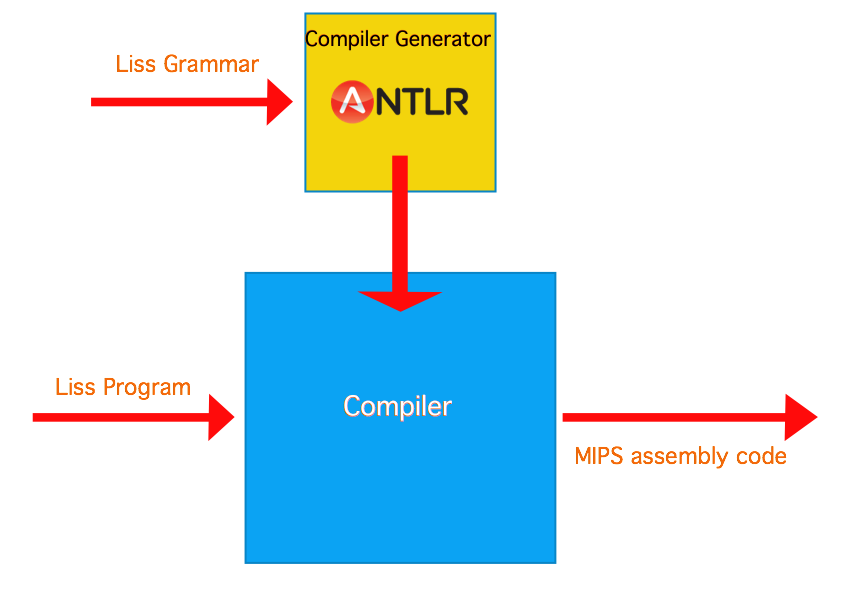 Compiler Generator
Liss Grammar
ANTLR
Liss Program
Compiler
MIPS assembly code